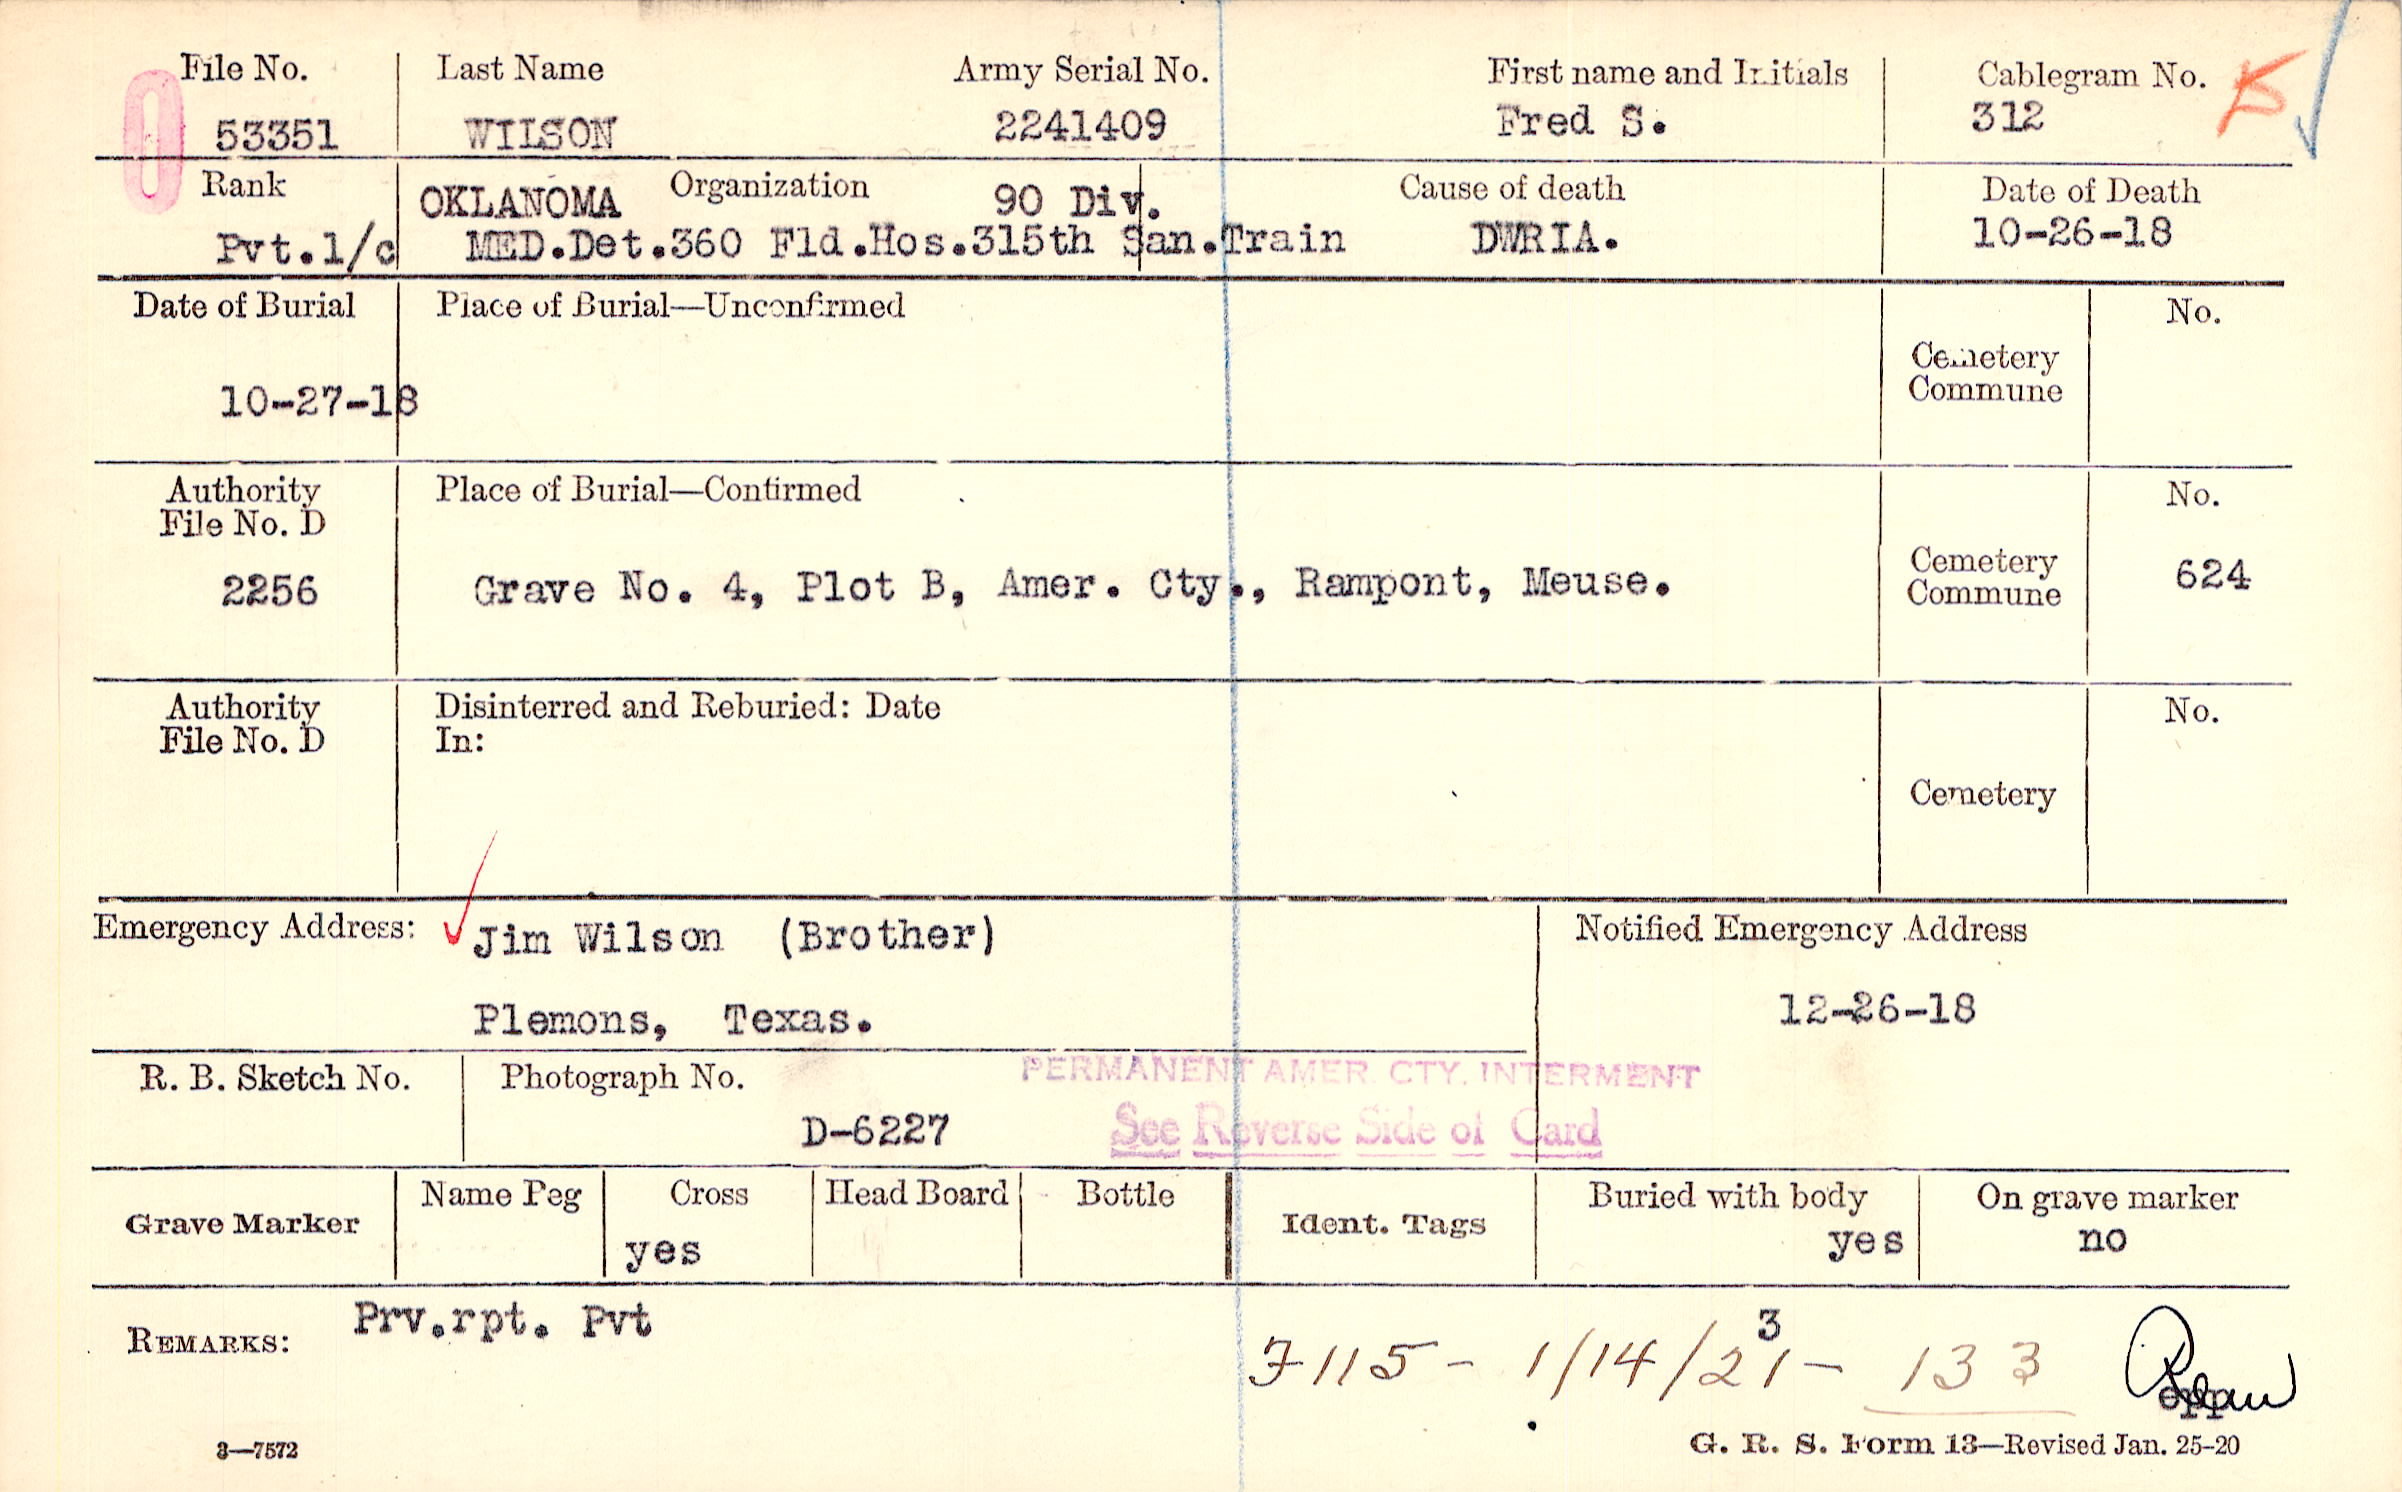 File No. Last Name Army Serial No. First name and Initials Cablegram No. K
0 53351 WILSON 2241409 Fred S. 312
Rank OKLANOMA Organization 90 Div. Cause of death Date of Death
Pvt.1/c MED.Det.360 Fld.Hos.315th San.Train DWRIA. 10-26-18
Date of Burial Place of Burial—Unconfirmed No.
Cemetery
Commune
10-27-18
Authority Place of Burial—Confirmed No.
File No. D
2256 Grave No. 4, Plot B, Amer. Cty., Rampont, Meuse. Cemetery 624
Commune
Authority Disinterred and Reburied: Date No.
File No. D In:
Cemetery
Emergency Address: Jim Wilson (Brother) Notified Emergency Address
Plemons, Texas. 12-26-18
R. B. Sketch No. Photograph No. PERMANENT AMER. CTY. INTERMENT
D-6227 See Reverse Side of Card
Grave Marker Name Peg Cross Head Board Bottle Ident. Tags Buried with body On grave marker
yes yes no
REMARKS: Prv.rpt. Pvt 3
7115 - 1/14/21 - 133
3—7572 G. R. S. Form 13—Revised Jan. 25-20